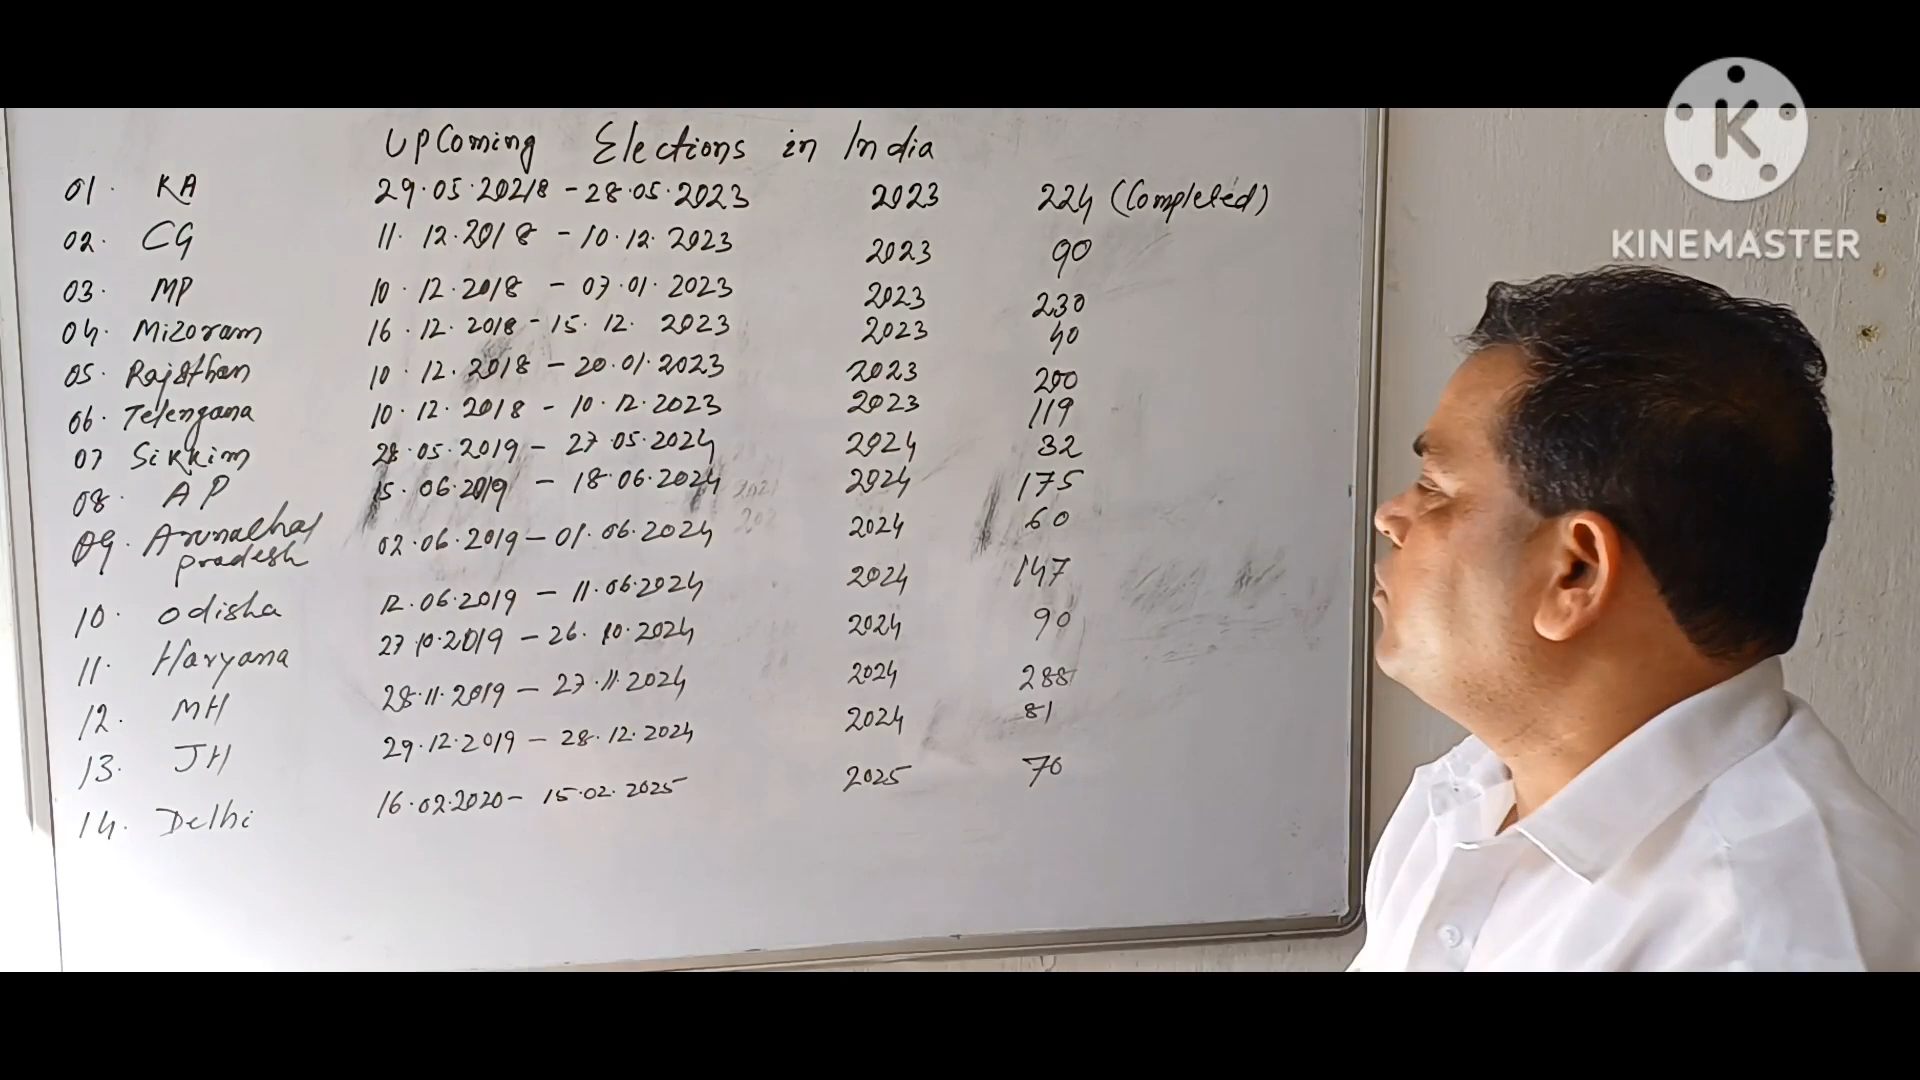 UpComing Elections in India
01. KA 29.05.20218 - 28.05.2023 2023 224 (Completed)
02. CG 11.12.2018 - 10.12.2023 2023 90
03. MP 10.12.2018 - 07.01.2023 2023 230
04. Mizoram 16.12.2018 - 15.12.2023 2023 40
05. Rajsthan 10.12.2018 - 20.01.2023 2023 200
06. Telengana 10.12.2018 - 10.12.2023 2023 119
07 Sikkim 28.05.2019 - 27.05.2024 2024 32
08. AP 15.06.2019 - 18.06.2024 2024 175
09. Arunachal pradesh 02.06.2019 - 01.06.2024 2024 60
10. Odisha 12.06.2019 - 11.06.2024 2024 147
11. Haryana 27.10.2019 - 26.10.2024 2024 90
12. MH 28.11.2019 - 27.11.2024 2024 288
13. JH 29.12.2019 - 28.12.2024 2024 81
14. Delhi 16.02.2020 - 15.02.2025 2025 70
K
KINEMASTER